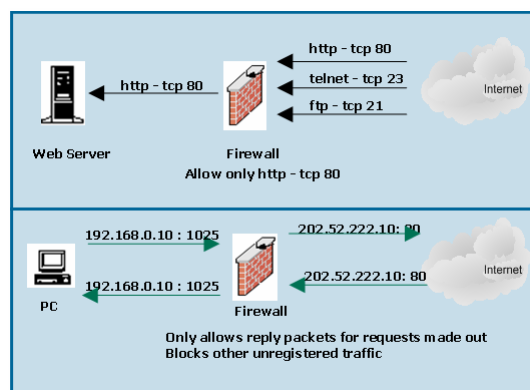 http - tcp 80
telnet - tcp 23
ftp - tcp 21
http - tcp 80
Internet
Web Server
Firewall
Allow only http - tcp 80
192.168.0.10 : 1025
202.52.222.10: 80
192.168.0.10 : 1025
202.52.222.10: 80
Internet
PC
Firewall
Only allows reply packets for requests made out
Blocks other unregistered traffic